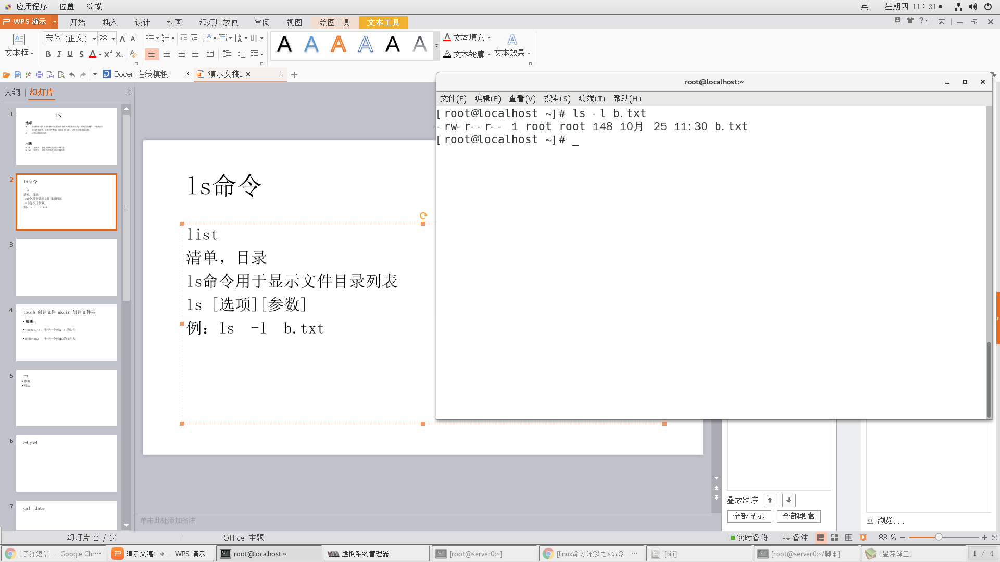 应用程序 位置 终端 英 星期四 11：31●
WPS 演示 开始 插入 设计 动画 幻灯片放映 审阅 视图 绘图工具 文本工具
宋体 (正文) 28
文本框 B I U S A
文本填充
文本轮廓 文本效果
Docer-在线模板 演示文稿1 *
大纲 幻灯片
1 Ls
选项
用法
2 ls命令
list
清单，目录
ls命令用于显示文件目录列表
ls [选项][参数]
例：ls -l b.txt
3
4 touch 创建文件 mkdir 创建文件夹
•用法：
•touch a.txt 创建一个叫a.txt的文件
•mkdir mp3 创建一个叫mp3的文件夹
5 rm
•参数
•用法
6 cd pwd
7 cal date
ls命令
list
清单，目录
ls命令用于显示文件目录列表
ls [选项][参数]
例：ls -l b.txt
root@localhost:~
文件(F) 编辑(E) 查看(V) 搜索(S) 终端(T) 帮助(H)
[root@localhost ~]# ls -l b.txt
-rw-r--r-- 1 root root 148 10月 25 11:30 b.txt
[root@localhost ~]# _
叠放次序
全部显示 全部隐藏
浏览...
单击此处添加备注
幻灯片 2 / 14 Office 主题 实时备份 备注 83 %
[子弹短信 – Google Chr··· 演示文稿1 * – WPS 演示 root@localhost:~ 虚拟系统管理器 [root@server0:~] [linux命令详解之ls命令 –··· [biji] [root@server0:~/脚本] [星际译王] 1 / 4